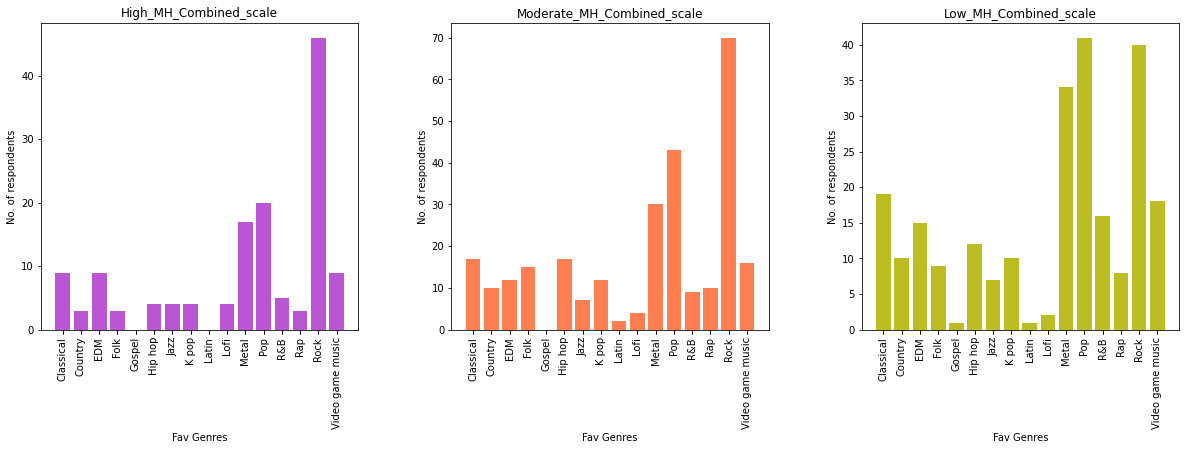 High_MH_Combined_scale
No. of respondents
40
30
20
10
0
Classical
Country
EDM
Folk
Gospel
Hip hop
Jazz
K pop
Latin
Lofi
Metal
Pop
R&B
Rap
Rock
Video game music
Fav Genres
Moderate_MH_Combined_scale
No. of respondents
70
60
50
40
30
20
10
0
Classical
Country
EDM
Folk
Gospel
Hip hop
Jazz
K pop
Latin
Lofi
Metal
Pop
R&B
Rap
Rock
Video game music
Fav Genres
Low_MH_Combined_scale
No. of respondents
40
35
30
25
20
15
10
5
0
Classical
Country
EDM
Folk
Gospel
Hip hop
Jazz
K pop
Latin
Lofi
Metal
Pop
R&B
Rap
Rock
Video game music
Fav Genres